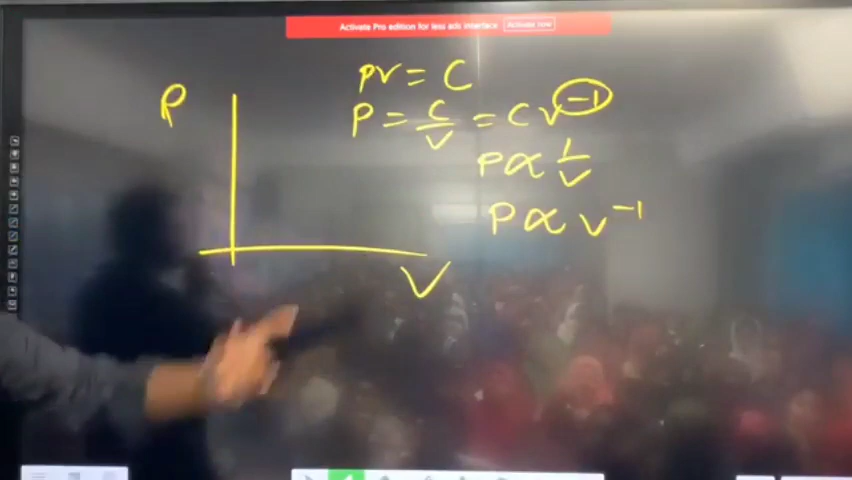 Activate Pro edition for less ads interface Activate now
PV = C
P
P = C/V = CV⁻¹
P ∝ 1/V
P ∝ V⁻¹
V